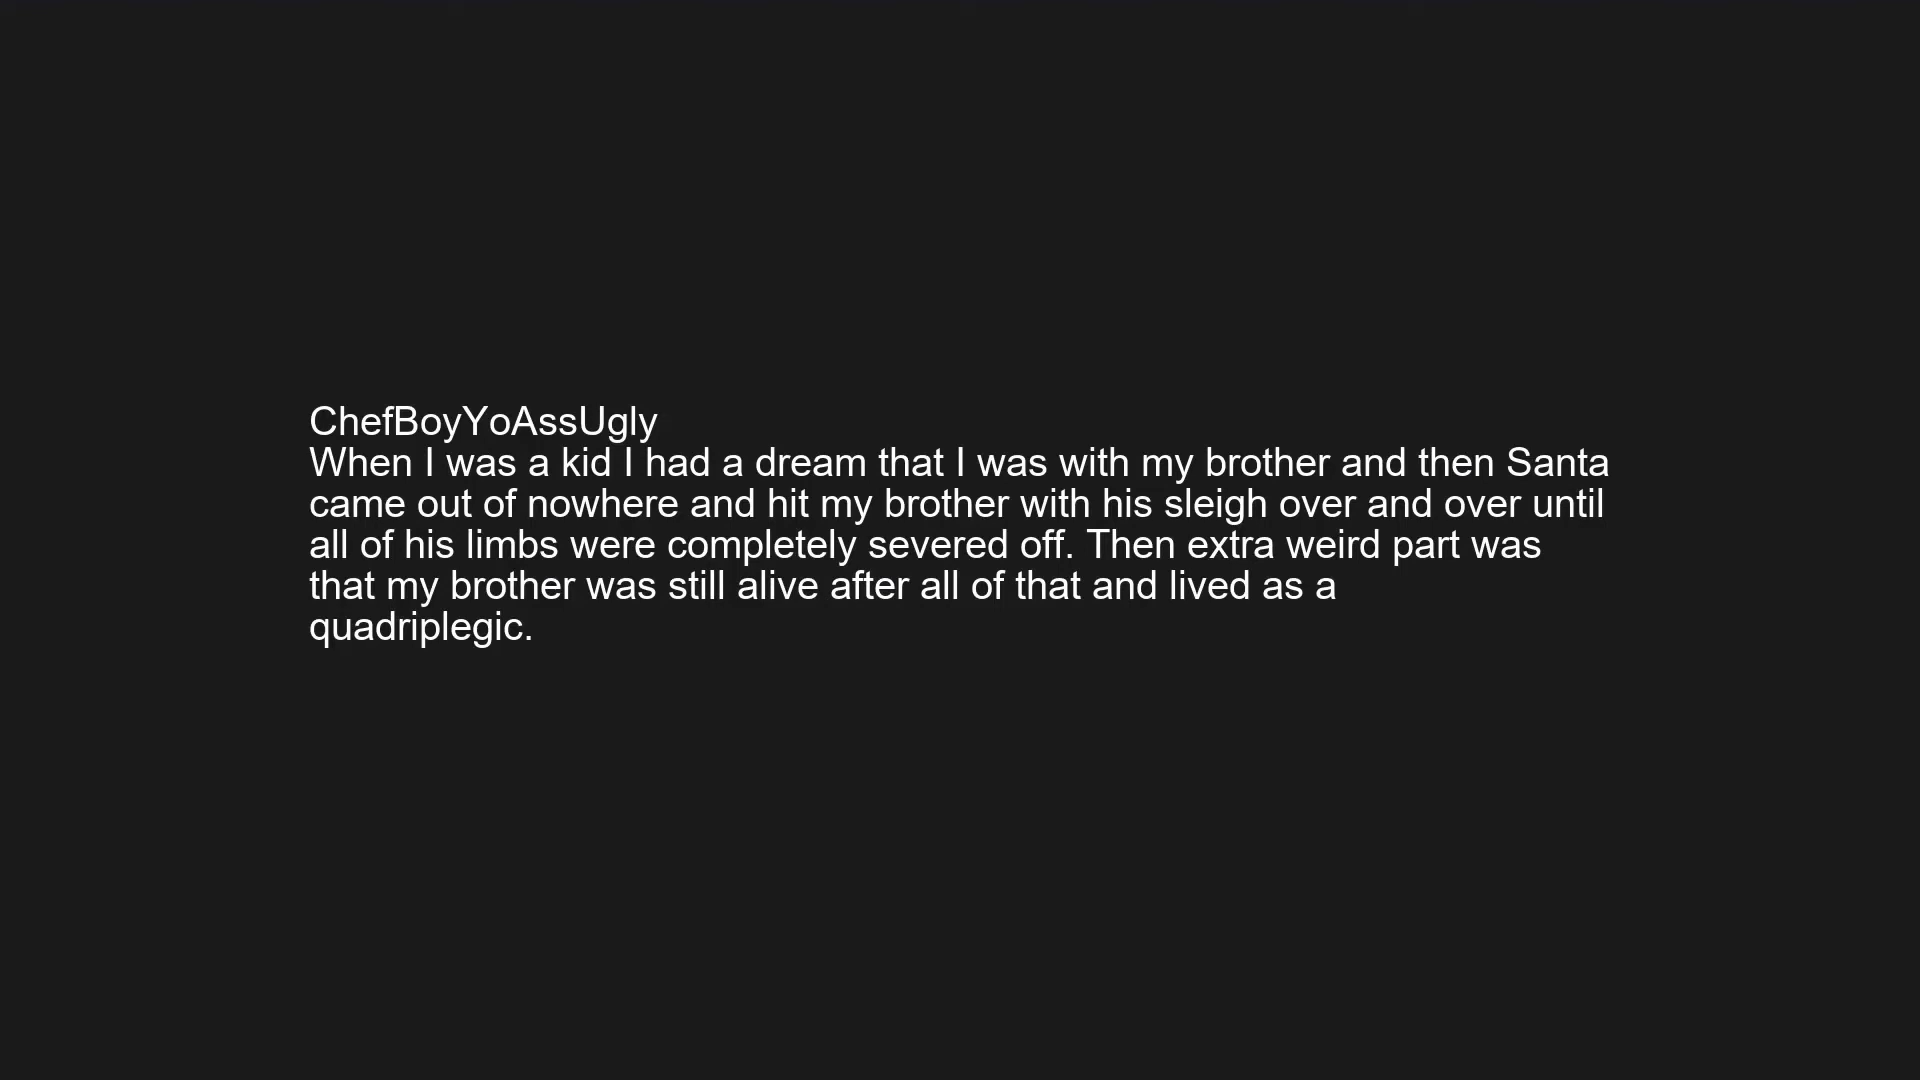 ChefBoyYoAssUgly
When I was a kid I had a dream that I was with my brother and then Santa
came out of nowhere and hit my brother with his sleigh over and over until
all of his limbs were completely severed off. Then extra weird part was
that my brother was still alive after all of that and lived as a
quadriplegic.